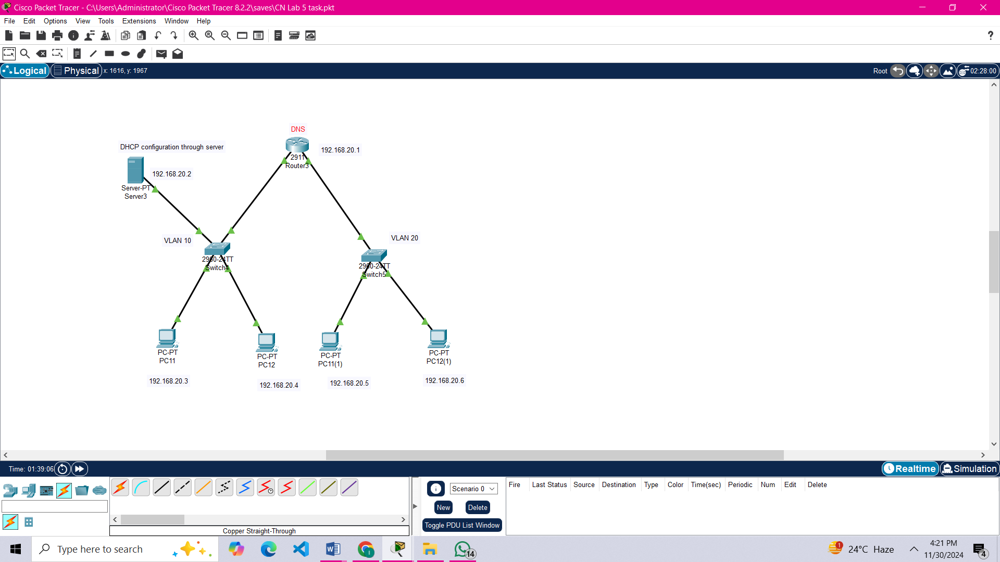 Cisco Packet Tracer - C:\Users\Administrator\Cisco Packet Tracer 8.2.2\saves\CN Lab 5 task.pkt
File Edit Options View Tools Extensions Window Help
?
Logical Physical x: 1616, y: 1967
Root 02:28:00
DNS
DHCP configuration through server
192.168.20.1
2911
Router3
192.168.20.2
Server-PT
Server3
VLAN 10
VLAN 20
2960-24TT
Switch4
2960-24TT
Switch5
PC-PT
PC11
PC-PT
PC12
PC-PT
PC11(1)
PC-PT
PC12(1)
192.168.20.3
192.168.20.4
192.168.20.5
192.168.20.6
Time: 01:39:06
Realtime Simulation
Scenario 0
New Delete
Toggle PDU List Window
Fire Last Status Source Destination Type Color Time(sec) Periodic Num Edit Delete
Copper Straight-Through
Type here to search
14
1
24°C Haze
4:21 PM
11/30/2024
4